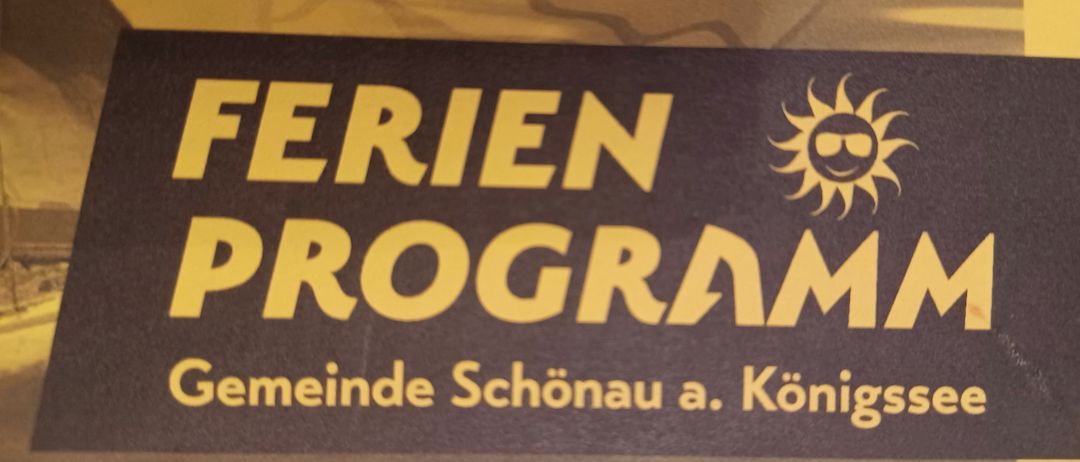 FERIEN
PROGRAMM
Gemeinde Schönau a. Königssee